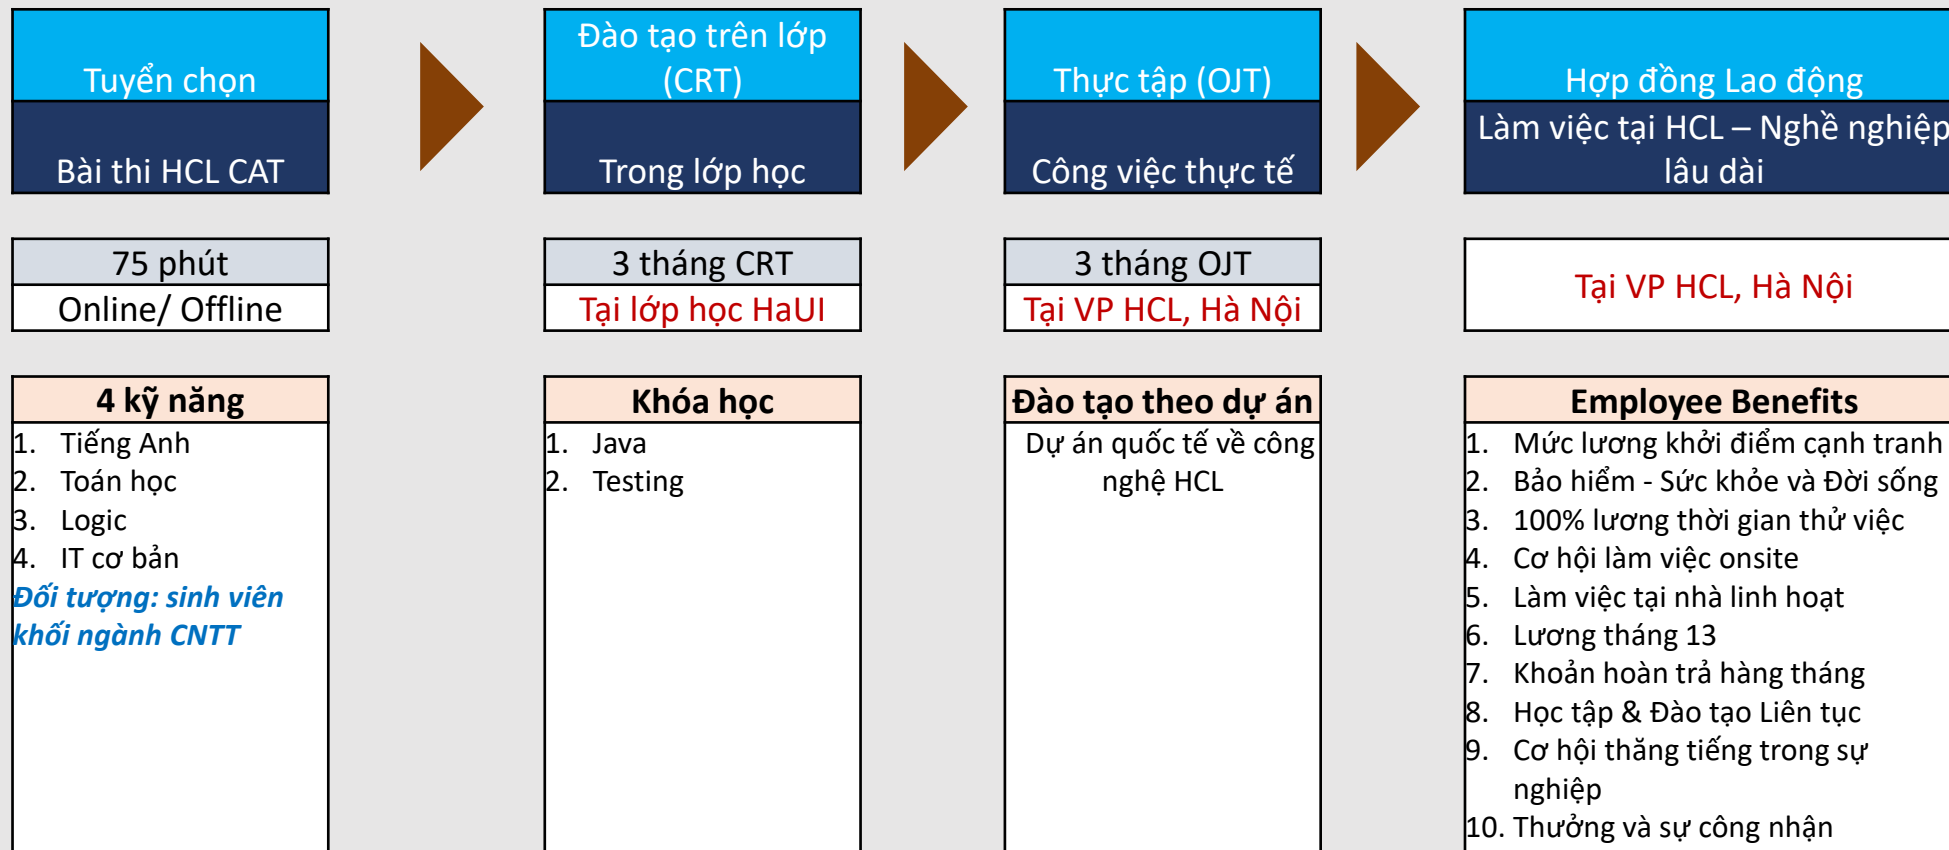 Tuyển chọn
Bài thi HCL CAT
75 phút
Online/ Offline
4 kỹ năng
1. Tiếng Anh
2. Toán học
3. Logic
4. IT cơ bản
Đối tượng: sinh viên
khối ngành CNTT
Đào tạo trên lớp
(CRT)
Trong lớp học
3 tháng CRT
Tại lớp học HaUI
Khóa học
1. Java
2. Testing
Thực tập (OJT)
Công việc thực tế
3 tháng OJT
Tại VP HCL, Hà Nội
Đào tạo theo dự án
Dự án quốc tế về công
nghệ HCL
Hợp đồng Lao động
Làm việc tại HCL – Nghề nghiệp
lâu dài
Tại VP HCL, Hà Nội
Employee Benefits
1. Mức lương khởi điểm cạnh tranh
2. Bảo hiểm - Sức khỏe và Đời sống
3. 100% lương thời gian thử việc
4. Cơ hội làm việc onsite
5. Làm việc tại nhà linh hoạt
6. Lương tháng 13
7. Khoản hoàn trả hàng tháng
8. Học tập & Đào tạo Liên tục
9. Cơ hội thăng tiếng trong sự
nghiệp
10. Thưởng và sự công nhận